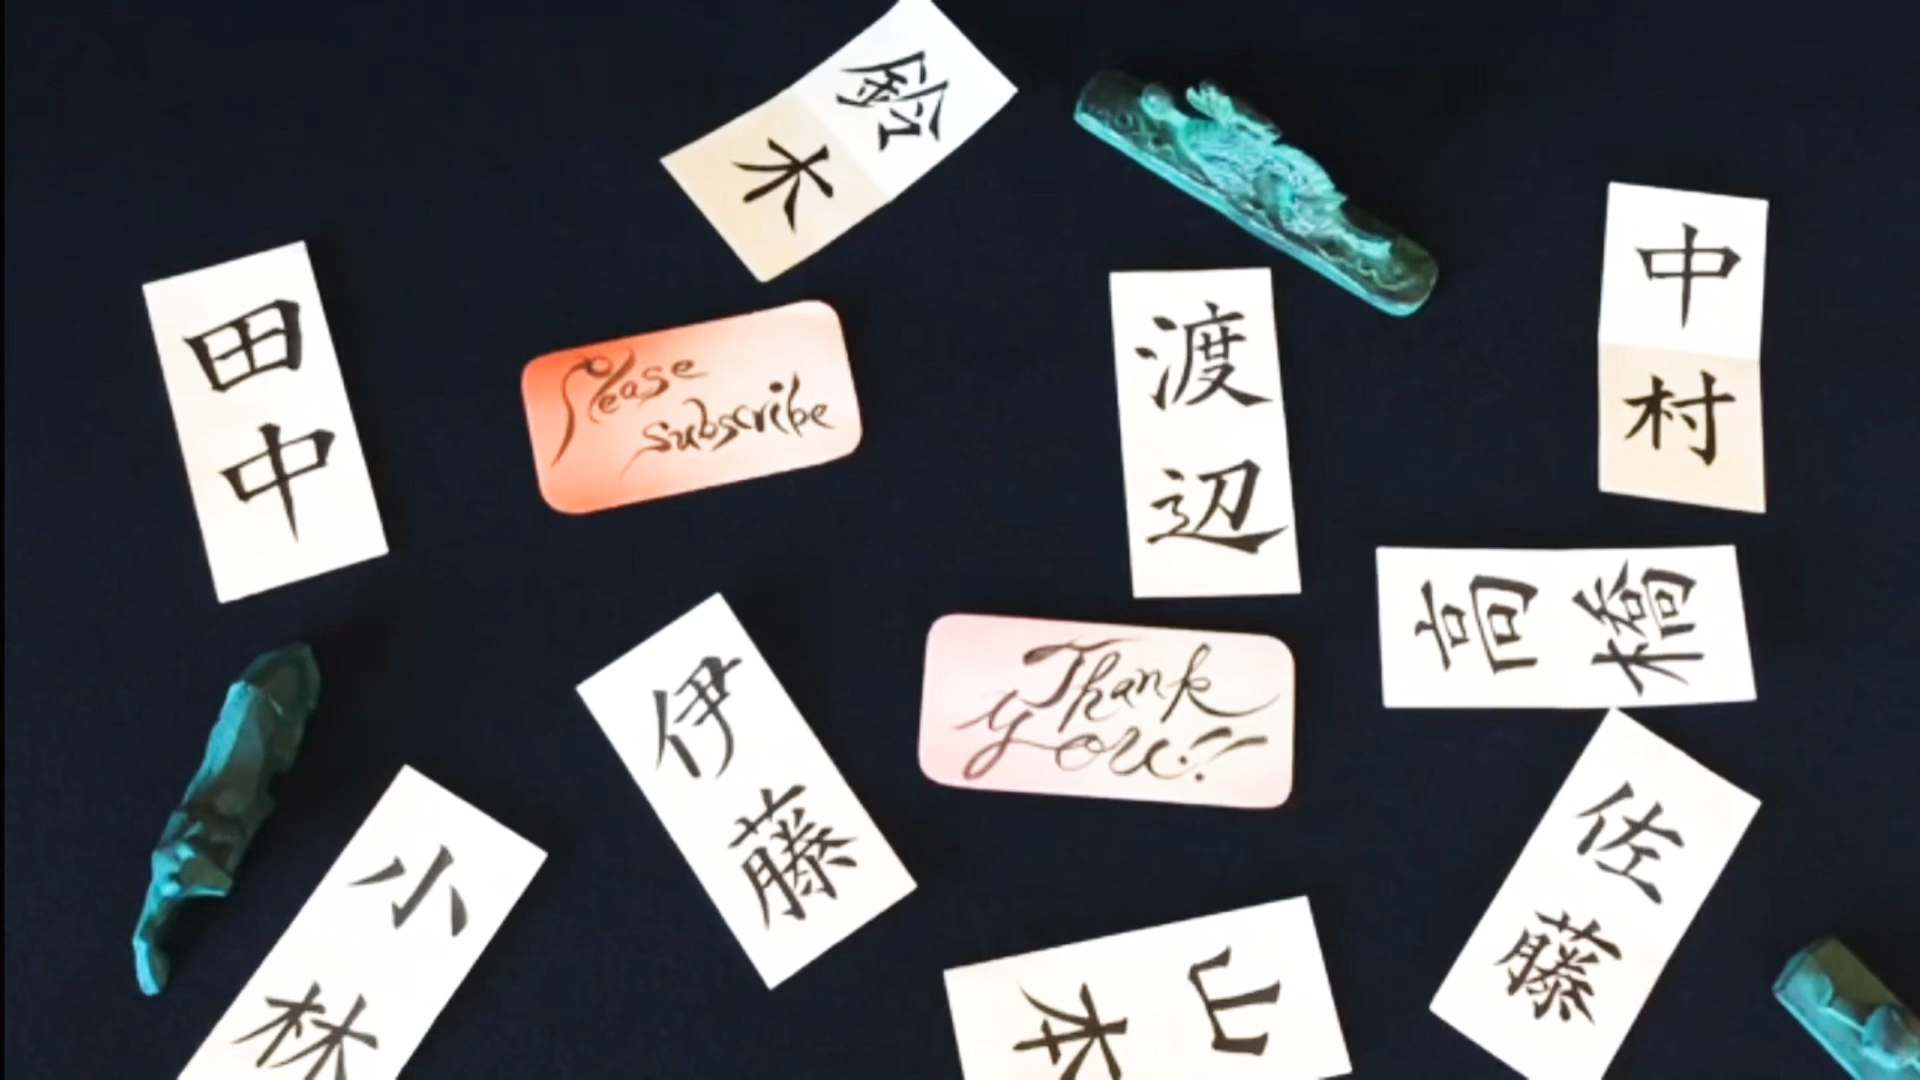 鈴木
田中
Please
subscribe
渡辺
中村
高橋
伊藤
Thank
you!!
佐藤
小林
山本